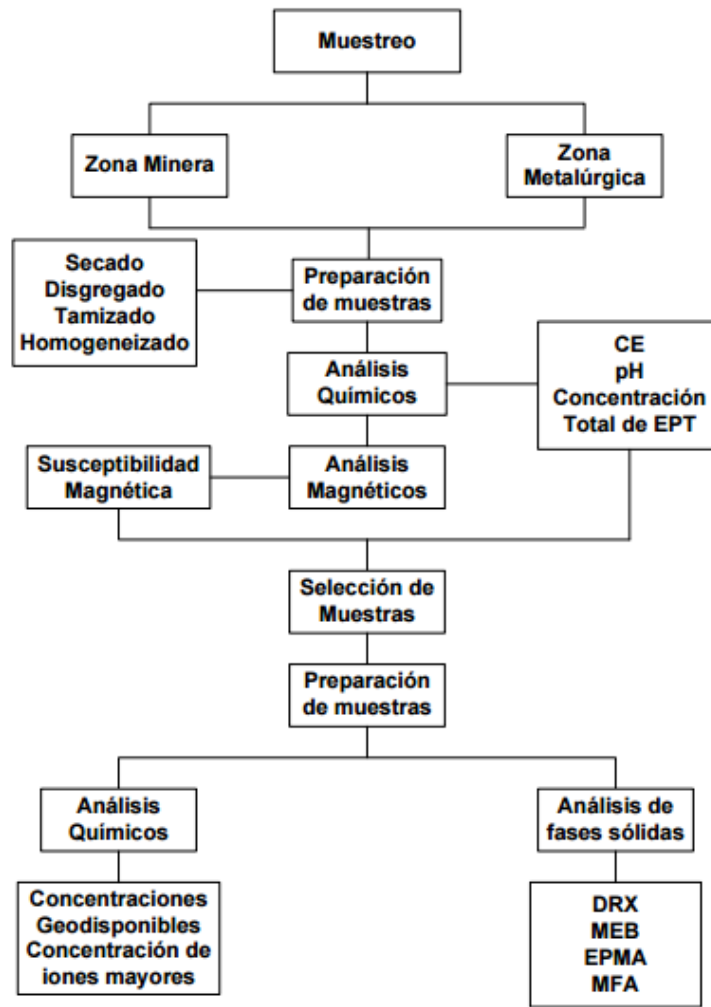 Muestreo
Zona Minera
Zona
Metalúrgica
Secado
Disgregado
Tamizado
Homogeneizado
Preparación
de muestras
Análisis
Químicos
CE
pH
Concentración
Total de EPT
Susceptibilidad
Magnética
Análisis
Magnéticos
Selección de
Muestras
Preparación
de muestras
Análisis
Químicos
Análisis de
fases sólidas
Concentraciones
Geodisponibles
Concentración de
iones mayores
DRX
MEB
EPMA
MFA